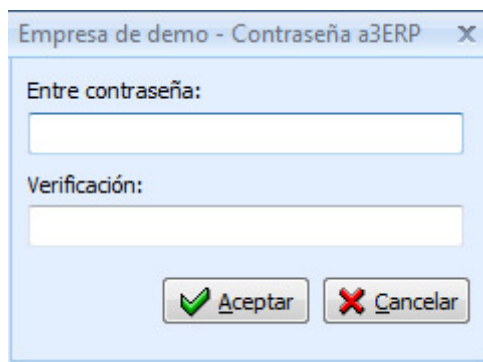 Empresa de demo - Contraseña a3ERP
Entre contraseña:
Verificación:
Aceptar Cancelar